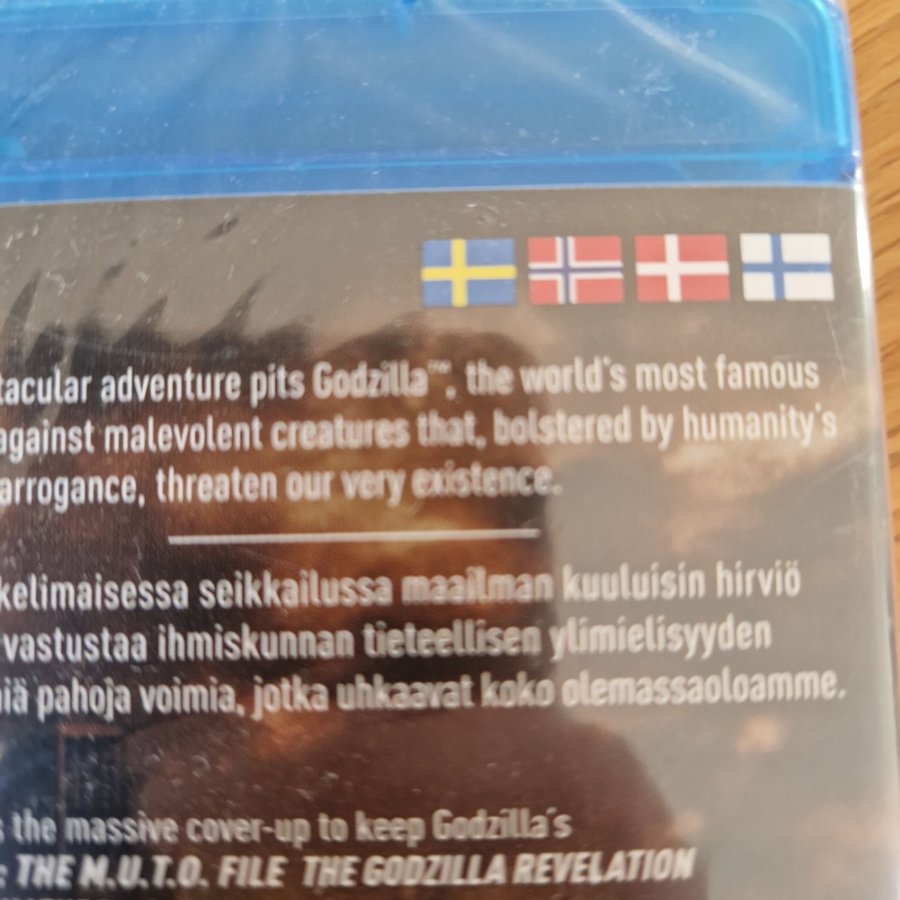 tacular adventure pits Godzilla™, the world's most famous
against malevolent creatures that, bolstered by humanity's
arrogance, threaten our very existence.
kelimaisessa seikkailussa maailman kuuluisin hirviö
vastustaa ihmiskunnan tieteellisen ylimielisyyden
iä pahoja voimia, jotka uhkaavat koko olemassaoloamme.
s the massive cover-up to keep Godzilla's
: THE M.U.T.O. FILE THE GODZILLA REVELATION